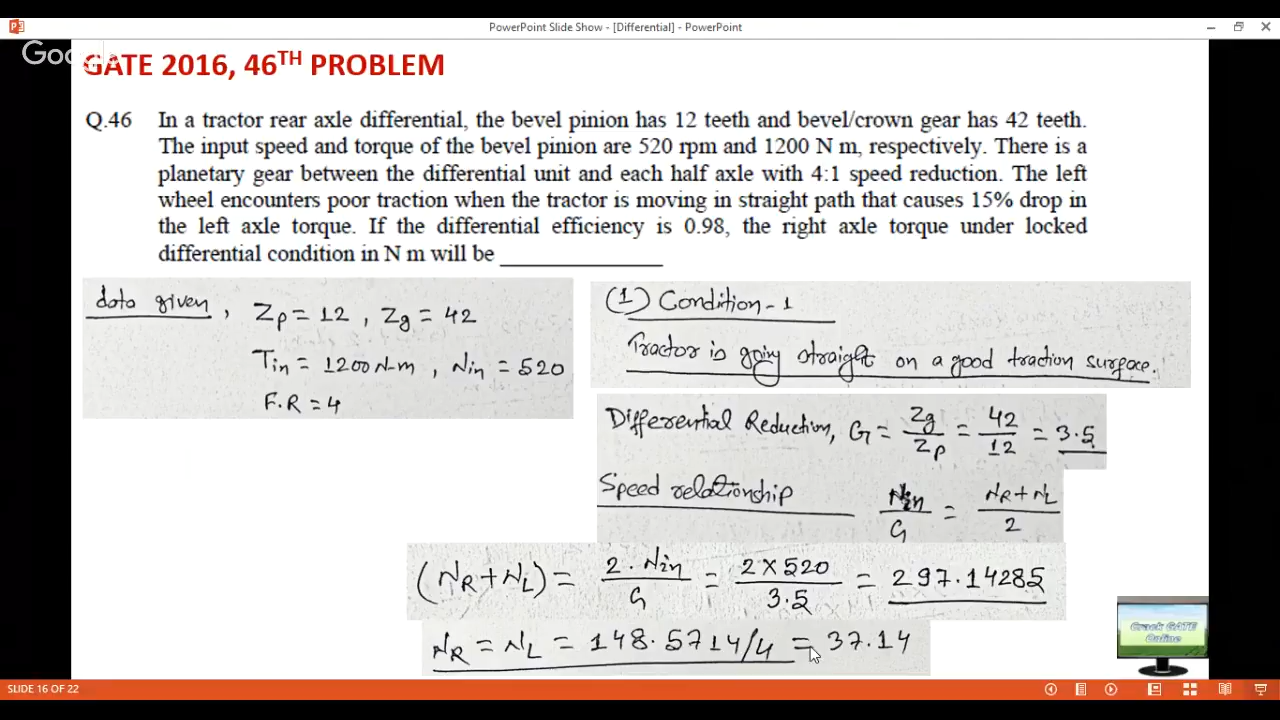 PowerPoint Slide Show - [Differential] - PowerPoint
GATE 2016, 46TH PROBLEM
Q.46 In a tractor rear axle differential, the bevel pinion has 12 teeth and bevel/crown gear has 42 teeth.
The input speed and torque of the bevel pinion are 520 rpm and 1200 N m, respectively. There is a
planetary gear between the differential unit and each half axle with 4:1 speed reduction. The left
wheel encounters poor traction when the tractor is moving in straight path that causes 15% drop in
the left axle torque. If the differential efficiency is 0.98, the right axle torque under locked
differential condition in N m will be ______________
data given, Zp = 12, Zg = 42
Tin = 1200 N-m, Nin = 520
F.R = 4
(1) Condition - 1
Tractor is going straight on a good traction surface.
Differential Reduction, G = Zg/Zp = 42/12 = 3.5
Speed relationship Nin/G = NR+NL/2
(NR+NL) = 2.Nin/G = 2×520/3.5 = 297.14285
NR = NL = 148.5714/4 = 37.14
Crack GATE
Online
SLIDE 16 OF 22